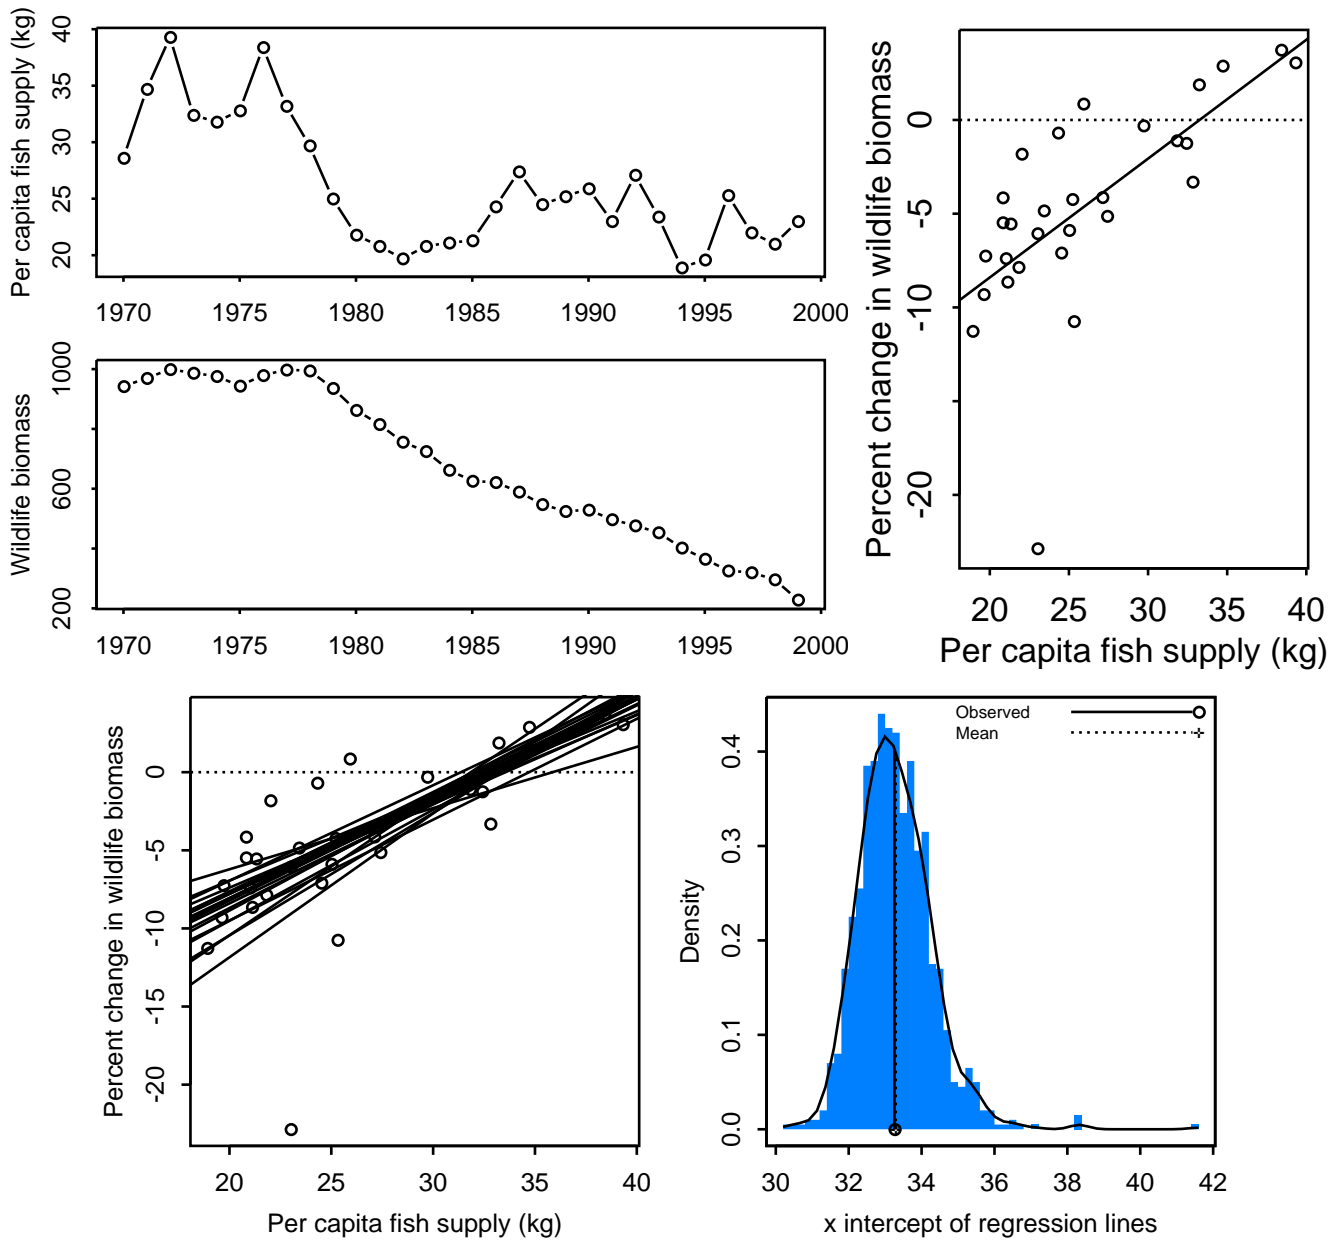 Per capita fish supply (kg)
40
35
30
25
20
1970 1975 1980 1985 1990 1995 2000
Wildlife biomass
1000
600
200
1970 1975 1980 1985 1990 1995 2000
Percent change in wildlife biomass
0
-5
-10
-20
20 25 30 35 40
Per capita fish supply (kg)
Percent change in wildlife biomass
0
-5
-10
-15
-20
20 25 30 35 40
Per capita fish supply (kg)
Observed
Mean
Density
0.4
0.3
0.2
0.1
0.0
30 32 34 36 38 40 42
x intercept of regression lines